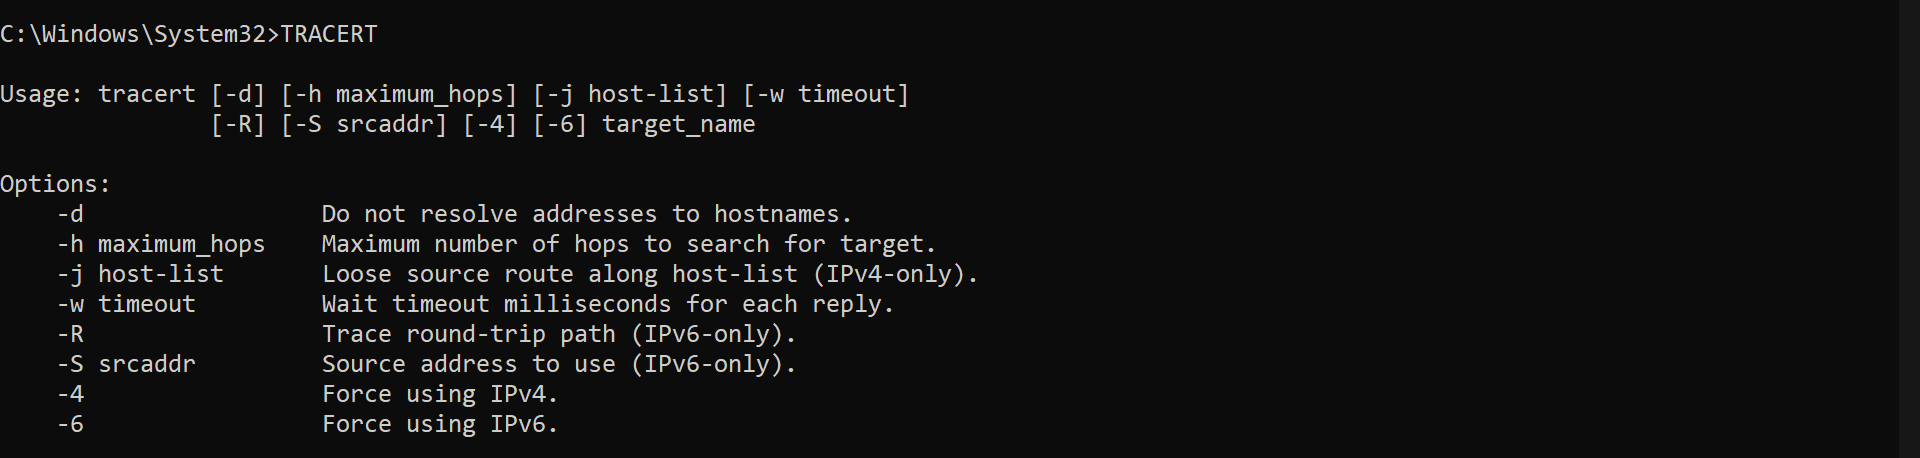 C:\Windows\System32>TRACERT
Usage: tracert [-d] [-h maximum_hops] [-j host-list] [-w timeout]
               [-R] [-S srcaddr] [-4] [-6] target_name
Options:
    -d                 Do not resolve addresses to hostnames.
    -h maximum_hops    Maximum number of hops to search for target.
    -j host-list       Loose source route along host-list (IPv4-only).
    -w timeout         Wait timeout milliseconds for each reply.
    -R                 Trace round-trip path (IPv6-only).
    -S srcaddr         Source address to use (IPv6-only).
    -4                 Force using IPv4.
    -6                 Force using IPv6.